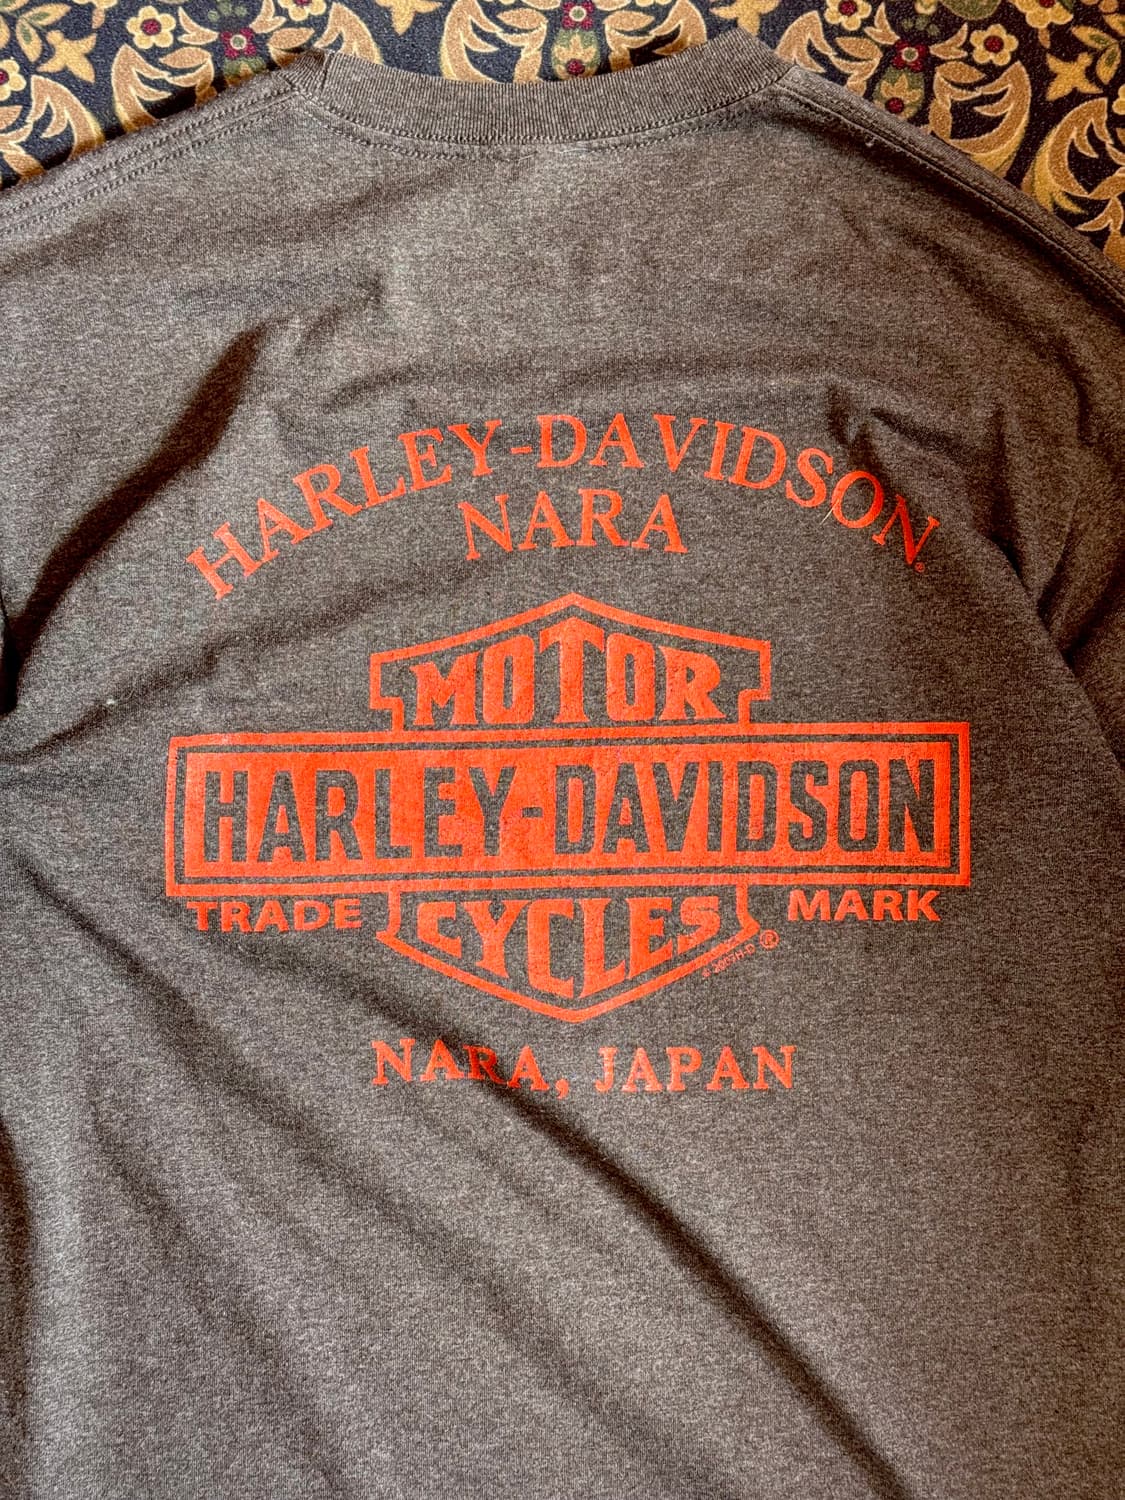 HARLEY-DAVIDSON®
NARA
MOTOR
HARLEY-DAVIDSON
TRADE MARK
CYCLES
®
NARA, JAPAN